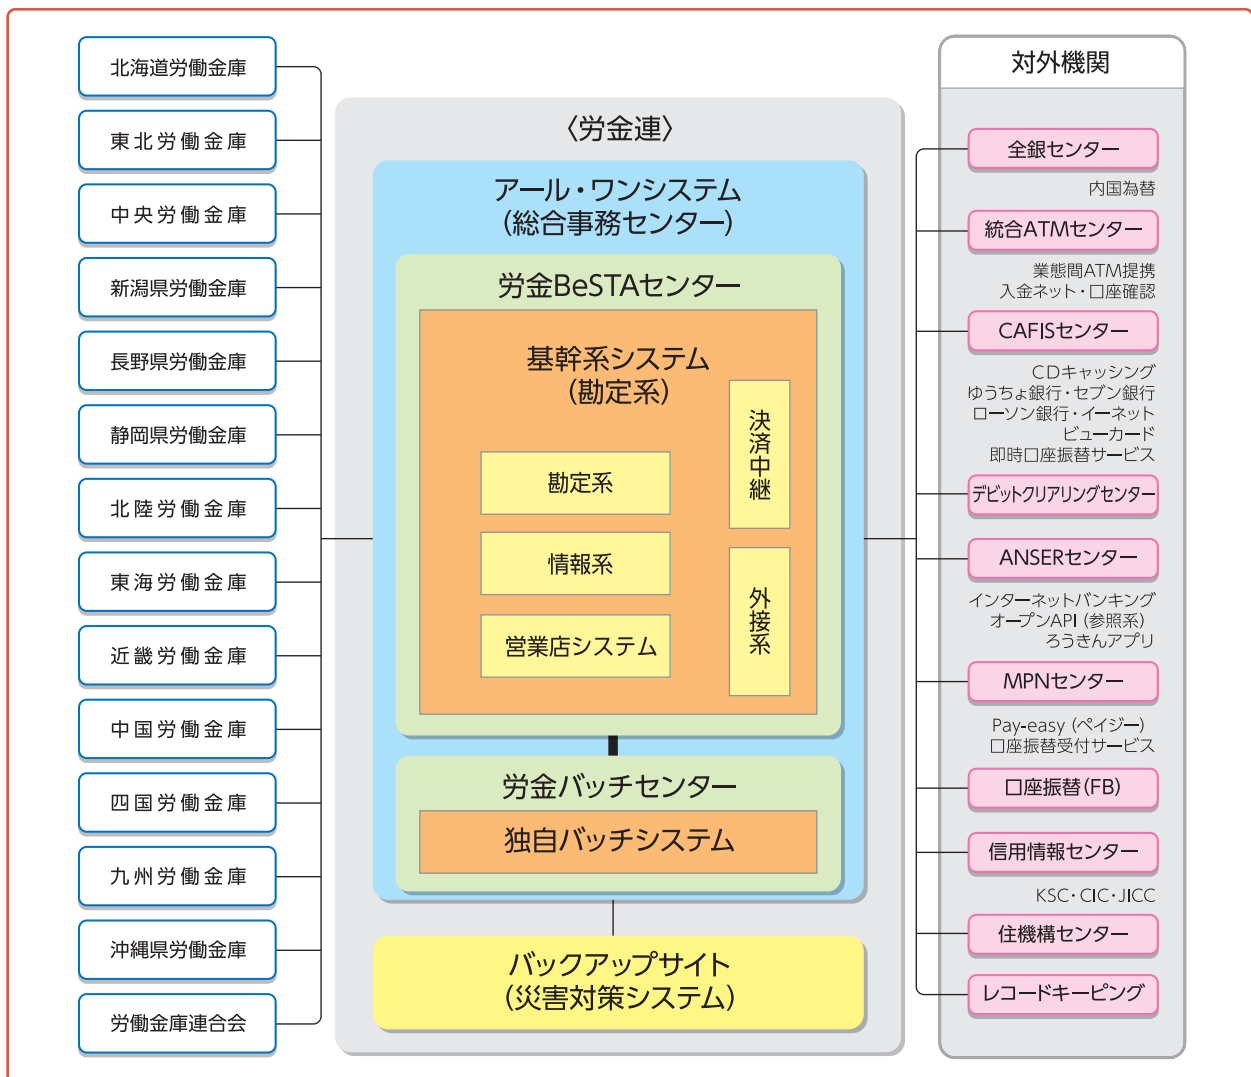 北海道労働金庫
東北労働金庫
中央労働金庫
新潟県労働金庫
長野県労働金庫
静岡県労働金庫
北陸労働金庫
東海労働金庫
近畿労働金庫
中国労働金庫
四国労働金庫
九州労働金庫
沖縄県労働金庫
労働金庫連合会
〈労金連〉
アール・ワンシステム
(総合事務センター)
労金BeSTAセンター
基幹系システム
(勘定系)
勘定系
情報系
営業店システム
決済中継
外接系
労金バッチセンター
独自バッチシステム
バックアップサイト
(災害対策システム)
対外機関
全銀センター
内国為替
統合ATMセンター
業態間ATM提携
入金ネット・口座確認
CAFISセンター
CDキャッシング
ゆうちょ銀行・セブン銀行
ローソン銀行・イーネット
ビューカード
即時口座振替サービス
デビットクリアリングセンター
ANSERセンター
インターネットバンキング
オープンAPI(参照系)
ろうきんアプリ
MPNセンター
Pay-easy(ペイジー)
口座振替受付サービス
口座振替(FB)
信用情報センター
KSC・CIC・JICC
住機構センター
レコードキーピング